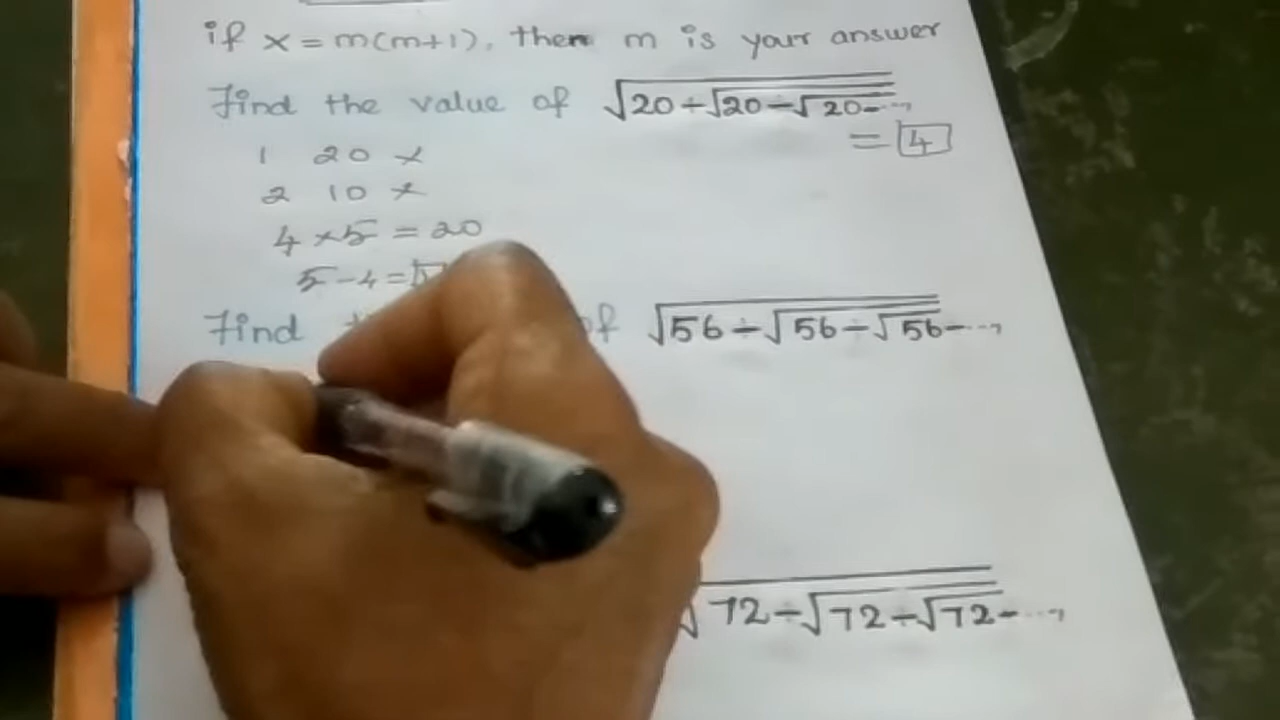 if x = m(m+1), then m is your answer
Find the value of √20-√20-√20-...,
= 4
1 20 x
2 10 x
4 x 5 = 20
5-4 =
Find of √56-√56-√56-...,
√72-√72-√72-...,